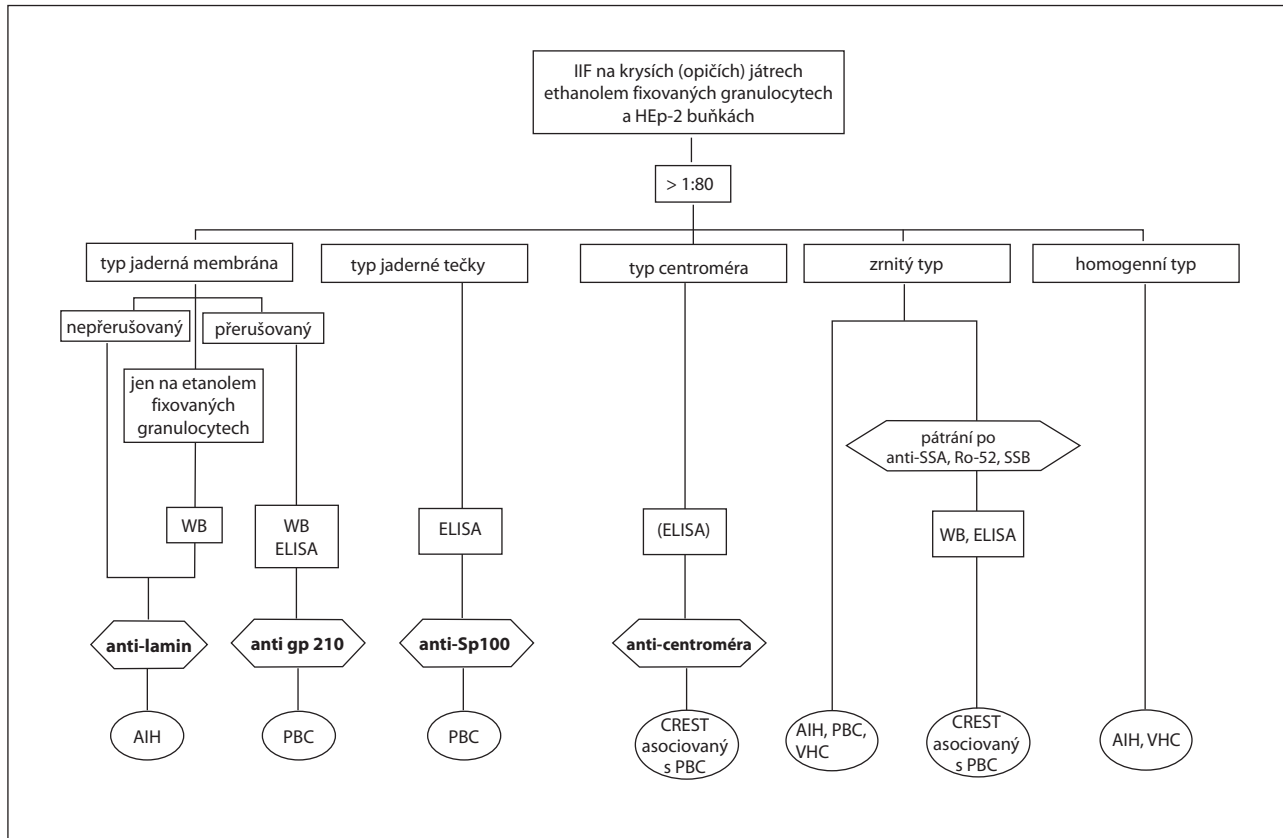 IIF na krysích (opičích) játrech
ethanolem fixovaných granulocytech
a HEp-2 buňkách
> 1:80
typ jaderná membrána
typ jaderné tečky
typ centroméra
zrnitý typ
homogenní typ
nepřerušovaný
přerušovaný
jen na etanolem
fixovaných
granulocytech
pátrání po
anti-SSA, Ro-52, SSB
WB
WB
ELISA
ELISA
(ELISA)
WB, ELISA
anti-lamin
anti gp 210
anti-Sp100
anti-centroméra
AIH
PBC
PBC
CREST
asociovaný
s PBC
AIH, PBC,
VHC
CREST
asociovaný
s PBC
AIH, VHC